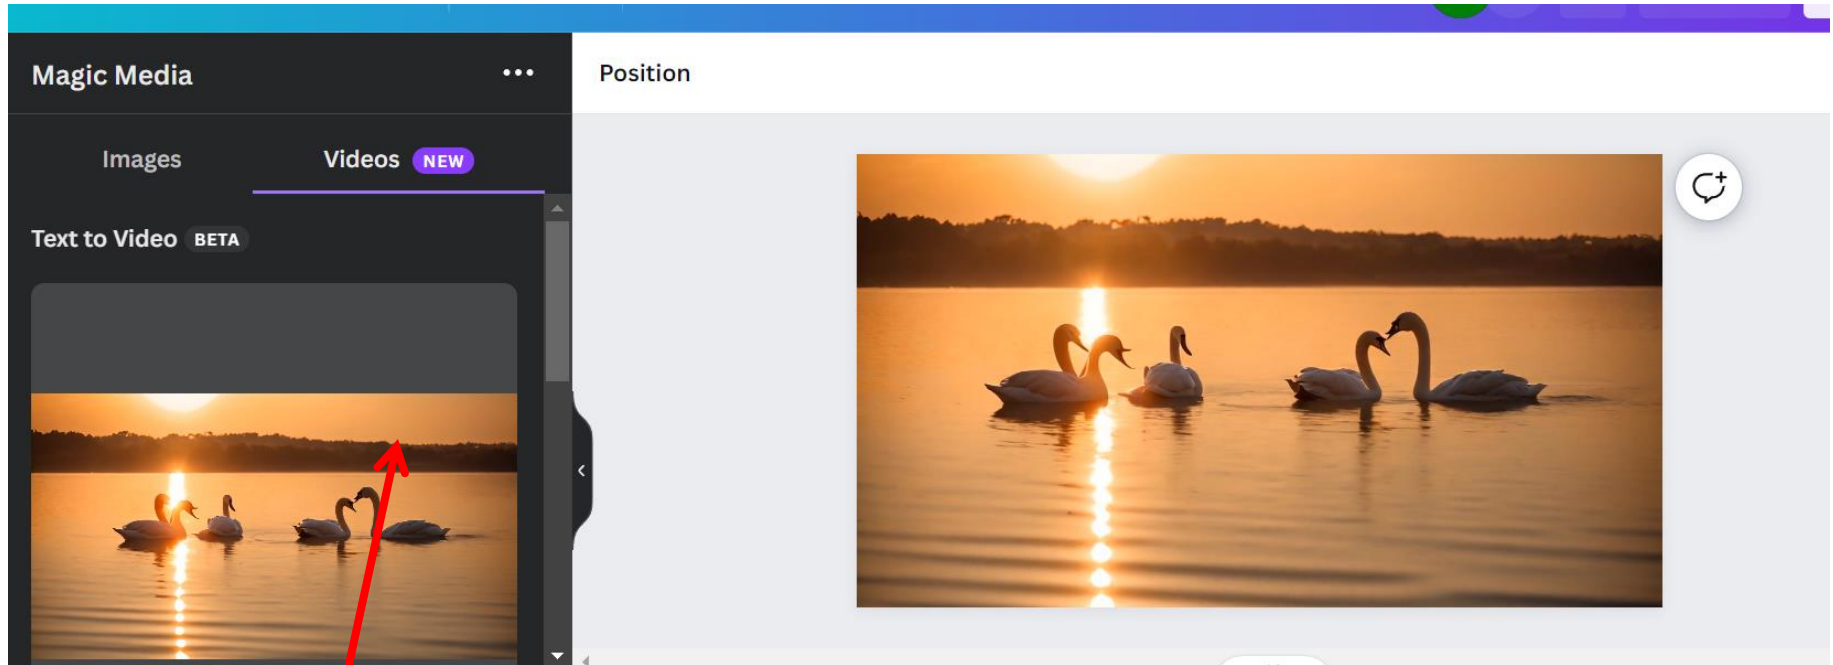 Magic Media
Position
Images
Videos NEW
Text to Video BETA